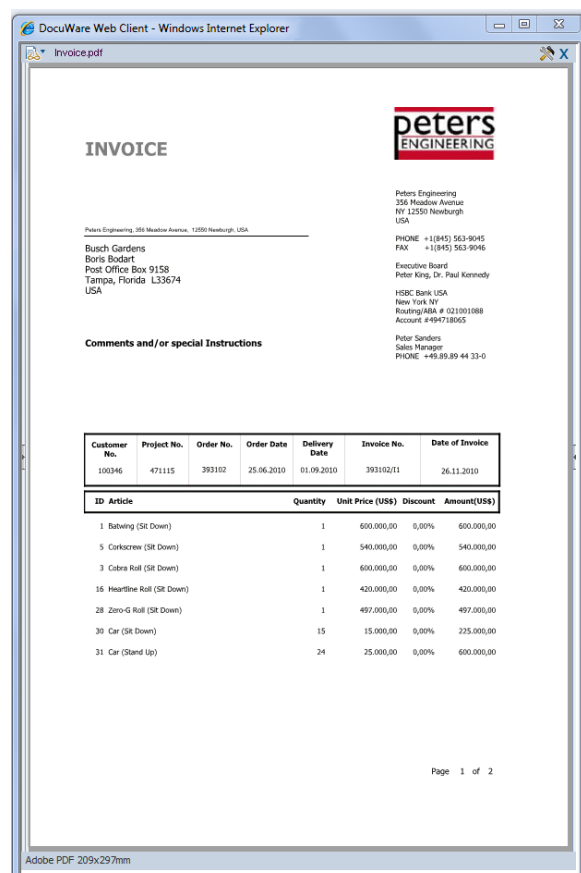 DocuWare Web Client - Windows Internet Explorer
Invoice.pdf
X
peters
ENGINEERING
INVOICE
Peters Engineering
356 Meadow Avenue
NY 12550 Newburgh
USA
Peters Engineering, 356 Meadow Avenue, 12550 Newburgh, USA
PHONE +1(845) 563-9045
FAX +1(845) 563-9046
Busch Gardens
Boris Bodart
Post Office Box 9158
Tampa, Florida L33674
USA
Executive Board
Peter King, Dr. Paul Kennedy
HSBC Bank USA
New York NY
Routing/ABA # 021001088
Account #494718065
Comments and/or special Instructions
Peter Sanders
Sales Manager
PHONE +49.89.89 44 33-0
Customer No. Project No. Order No. Order Date Delivery Date Invoice No. Date of Invoice
100346 471115 393102 25.06.2010 01.09.2010 393102/I1 26.11.2010
ID Article Quantity Unit Price (US$) Discount Amount(US$)
1 Batwing (Sit Down) 1 600.000,00 0,00% 600.000,00
5 Corkscrew (Sit Down) 1 540.000,00 0,00% 540.000,00
3 Cobra Roll (Sit Down) 1 600.000,00 0,00% 600.000,00
16 Heartline Roll (Sit Down) 1 420.000,00 0,00% 420.000,00
28 Zero-G Roll (Sit Down) 1 497.000,00 0,00% 497.000,00
30 Car (Sit Down) 15 15.000,00 0,00% 225.000,00
31 Car (Stand Up) 24 25.000,00 0,00% 600.000,00
Page 1 of 2
Adobe PDF 209x297mm